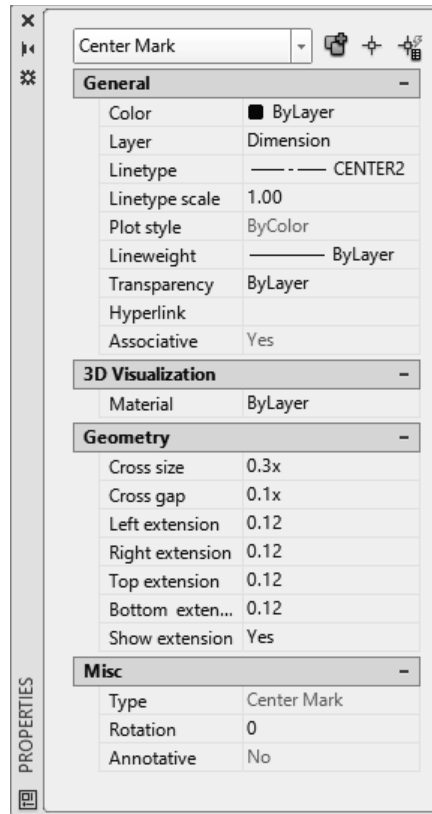 Center Mark
General
Color ByLayer
Layer Dimension
Linetype CENTER2
Linetype scale 1.00
Plot style ByColor
Lineweight ByLayer
Transparency ByLayer
Hyperlink
Associative Yes
3D Visualization
Material ByLayer
Geometry
Cross size 0.3x
Cross gap 0.1x
Left extension 0.12
Right extension 0.12
Top extension 0.12
Bottom exten... 0.12
Show extension Yes
Misc
Type Center Mark
Rotation 0
Annotative No
PROPERTIES